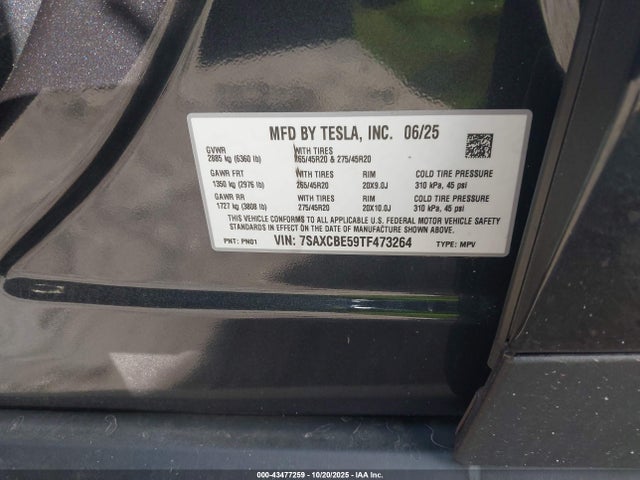 MFD BY TESLA, INC. 06/25
GVWR WITH TIRES
2885 kg (6360 lb) 265/45R20 & 275/45R20
GAWR FRT WITH TIRES RIM COLD TIRE PRESSURE
1350 kg (2976 lb) 265/45R20 20X9.0J 310 kPa, 45 psi
GAWR RR WITH TIRES RIM COLD TIRE PRESSURE
1727 kg (3808 lb) 275/45R20 20X10.0J 310 kPa, 45 psi
THIS VEHICLE CONFORMS TO ALL APPLICABLE U.S. FEDERAL MOTOR VEHICLE SAFETY
STANDARDS IN EFFECT ON THE DATE OF MANUFACTURE SHOWN ABOVE.
PNT: PN01 VIN: 7SAXCBE59TF473264 TYPE: MPV
000-43477259 - 10/20/2025 - IAA Corp.